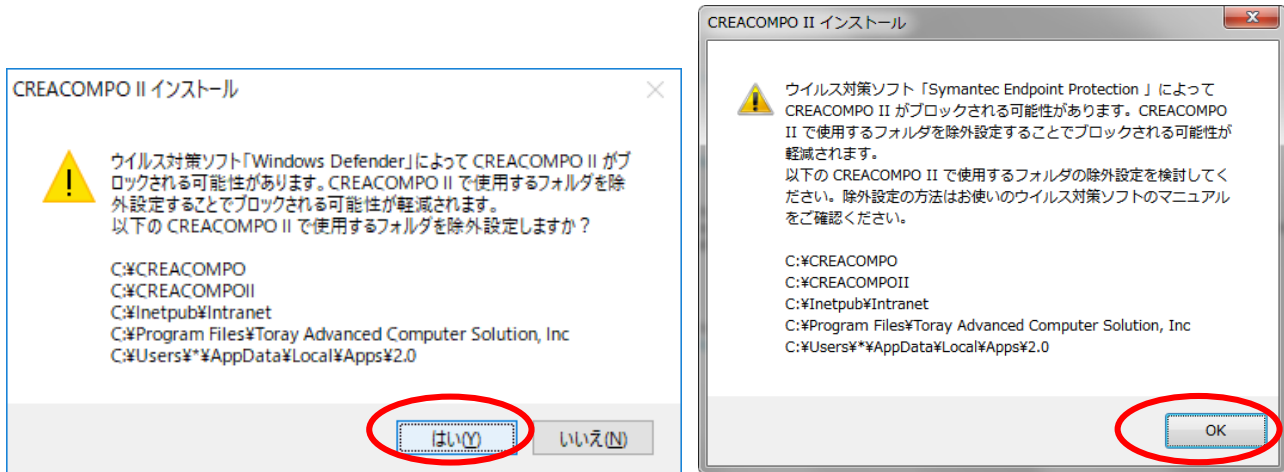 CREACOMPO II インストール
ウイルス対策ソフト「Windows Defender」によって CREACOMPO II がブ
ロックされる可能性があります。CREACOMPO II で使用するフォルダを除
外設定することでブロックされる可能性が軽減されます。
以下の CREACOMPO II で使用するフォルダを除外設定しますか？
C:¥CREACOMPO
C:¥CREACOMPOII
C:¥Inetpub¥Intranet
C:¥Program Files¥Toray Advanced Computer Solution, Inc
C:¥Users¥*¥AppData¥Local¥Apps¥2.0
はい(Y)
いいえ(N)
CREACOMPO II インストール
ウイルス対策ソフト「Symantec Endpoint Protection 」によって
CREACOMPO II がブロックされる可能性があります。CREACOMPO
II で使用するフォルダを除外設定することでブロックされる可能性が
軽減されます。
以下の CREACOMPO II で使用するフォルダの除外設定を検討してく
ださい。除外設定の方法はお使いのウイルス対策ソフトのマニュアル
をご確認ください。
C:¥CREACOMPO
C:¥CREACOMPOII
C:¥Inetpub¥Intranet
C:¥Program Files¥Toray Advanced Computer Solution, Inc
C:¥Users¥*¥AppData¥Local¥Apps¥2.0
OK